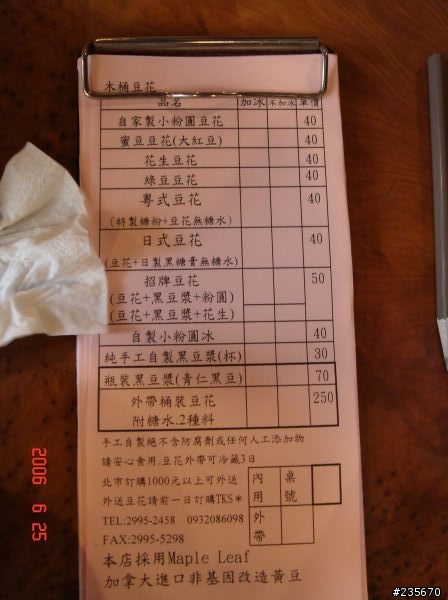 木桶豆花
品名 加冰 不加冰 單價
自家製小粉圓豆花 40
蜜豆豆花(大紅豆) 40
花生豆花 40
綠豆豆花 40
粵式豆花 40
(特製糖粉+豆花無糖水)
日式豆花 40
(豆花+日製黑糖膏無糖水)
招牌豆花 50
(豆花+黑豆漿+粉圓)
(豆花+黑豆漿+花生)
自製小粉圓冰 40
純手工自製黑豆漿(杯) 30
瓶裝黑豆漿(青仁黑豆) 70
外帶桶裝豆花 250
附糖水.2種料
手工自製絕不含防腐劑或任何人工添加物
請安心食用.豆花外帶可冷藏3日
北市訂購1000元以上可外送
外送豆花請前一日訂購TKS*
內用 桌號
外帶
TEL:2995-2458 0932086098
FAX:2995-5298
本店採用Maple Leaf
加拿大進口非基因改造黃豆
2006 6 25
#235670